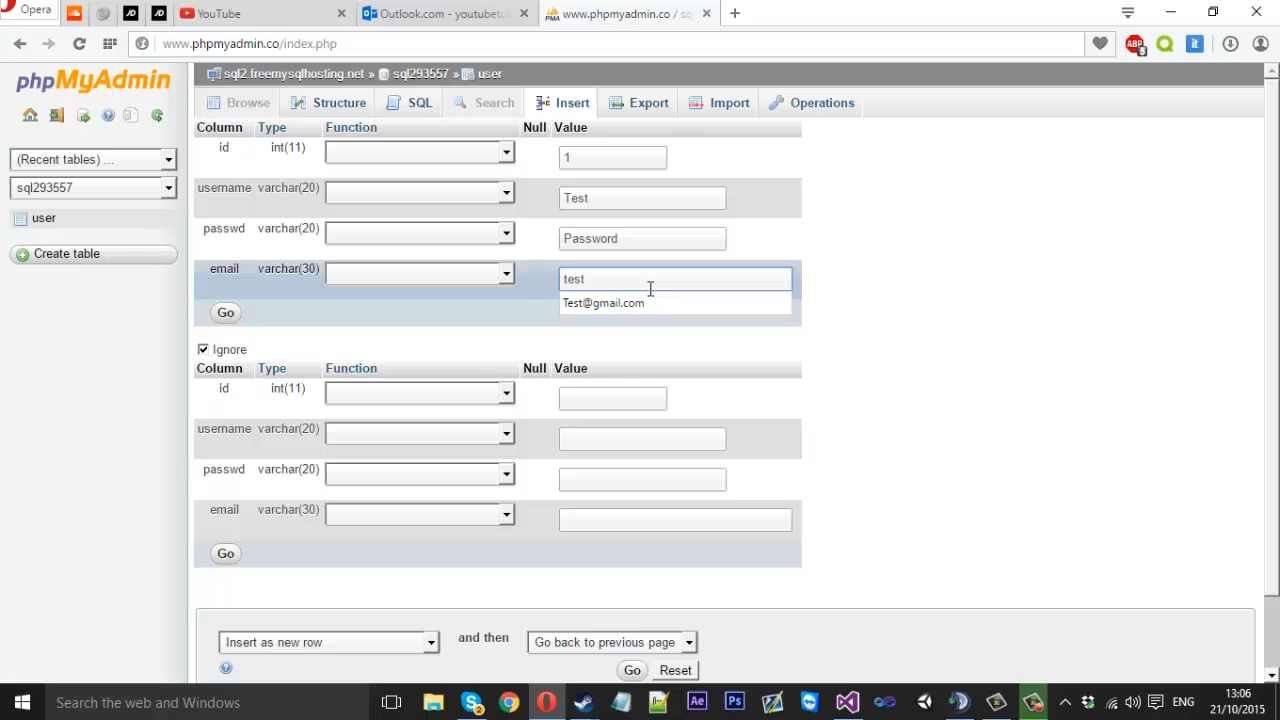 Opera
YouTube
Outlook.com - youtubetu
www.phpmyadmin.co / sq
www.phpmyadmin.co/index.php
phpMyAdmin
(Recent tables) ...
sql293557
user
Create table
sql2.freemysqlhosting.net » sql293557 » user
Browse Structure SQL Search Insert Export Import Operations
Column Type Function Null Value
id int(11) 1
username varchar(20) Test
passwd varchar(20) Password
email varchar(30) test
Test@gmail.com
Go
Ignore
Column Type Function Null Value
id int(11)
username varchar(20)
passwd varchar(20)
email varchar(30)
Go
Insert as new row and then Go back to previous page
Go Reset
Search the web and Windows
ENG
13:06
21/10/2015